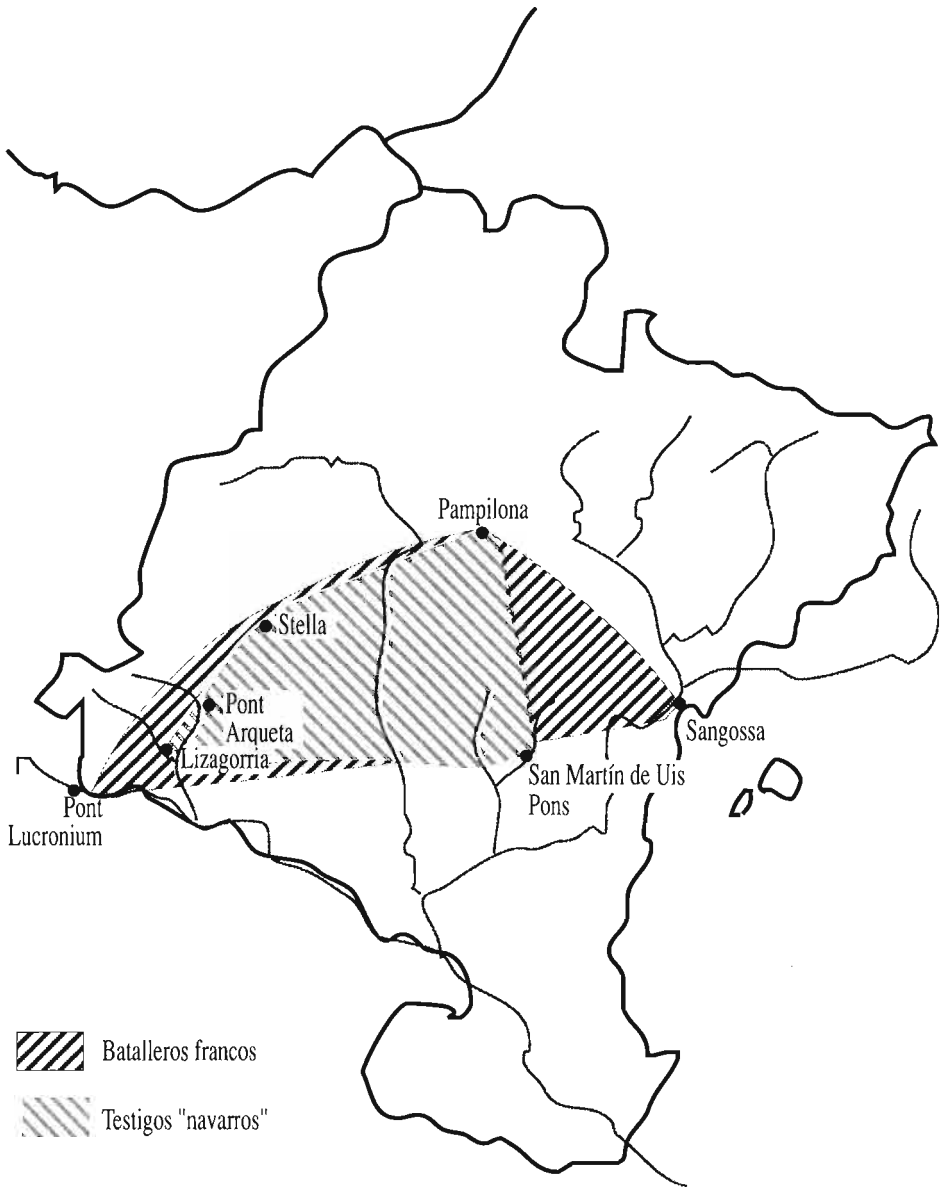 Pampilona
Stella
Pont
Arqueta
Lizagorria
Sangossa
San Martín de Uis
Pons
Pont
Lucronium
Batalleros francos
Testigos "navarros"